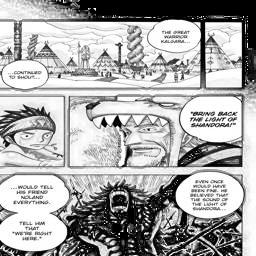 THE GREAT
WARRIOR
KALGARA...
...CONTINUED
TO SHOUT...
"BRING BACK
THE LIGHT OF
SHANDORA!"
...WOULD TELL
HIS FRIEND
NOLAND
EVERYTHING.
TELL HIM
THAT
"WE'RE RIGHT
HERE."
EVEN ONCE
WOULD HAVE
BEEN FINE. HE
BELIEVED THAT
THE SOUND OF
THE LIGHT OF
SHANDORA...